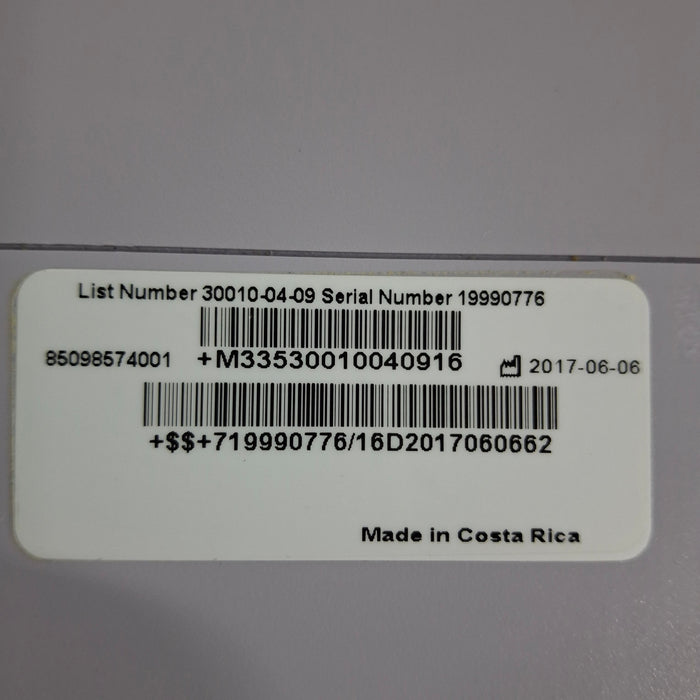 List Number 30010-04-09 Serial Number 19990776
85098574001 +M33530010040916 2017-06-06
+$$+719990776/16D2017060662
Made in Costa Rica